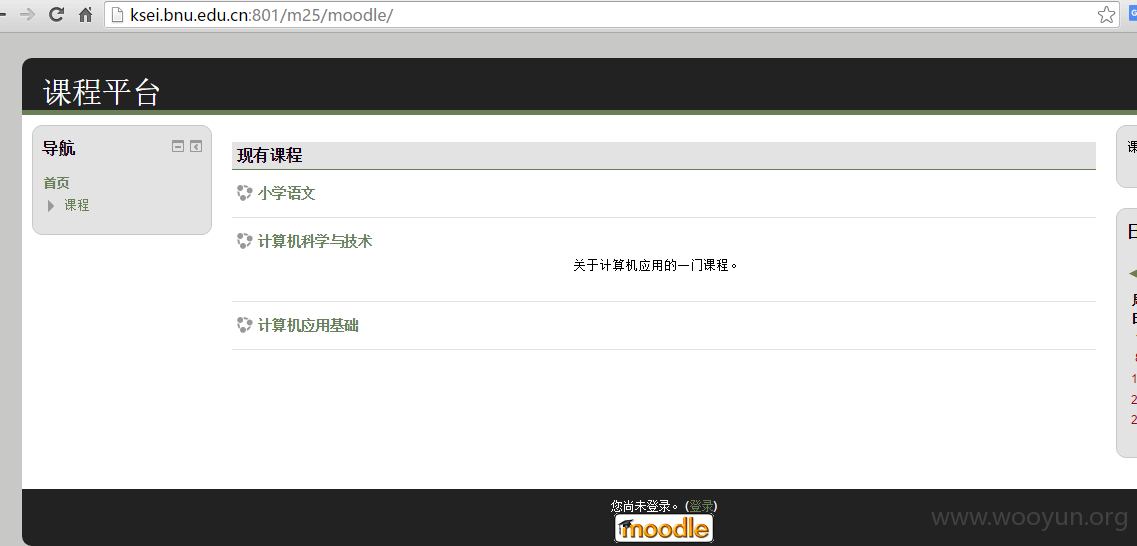 ksei.bnu.edu.cn:801/m25/moodle/
课程平台
导航
首页
课程
现有课程
小学语文
计算机科学与技术
关于计算机应用的一门课程。
计算机应用基础
您尚未登录。(登录)
moodle
www.wooyun.org